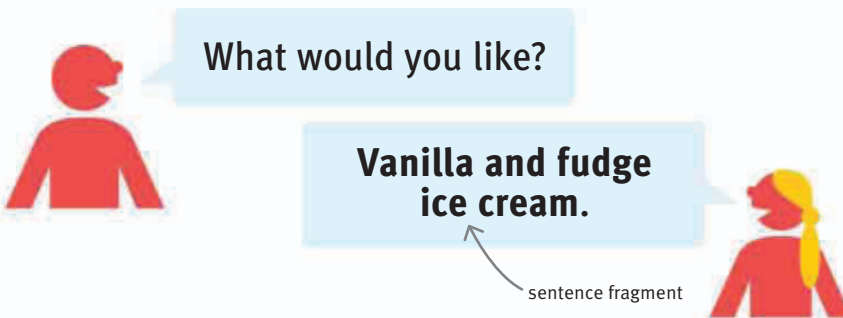 What would you like?
Vanilla and fudge
ice cream.
sentence fragment